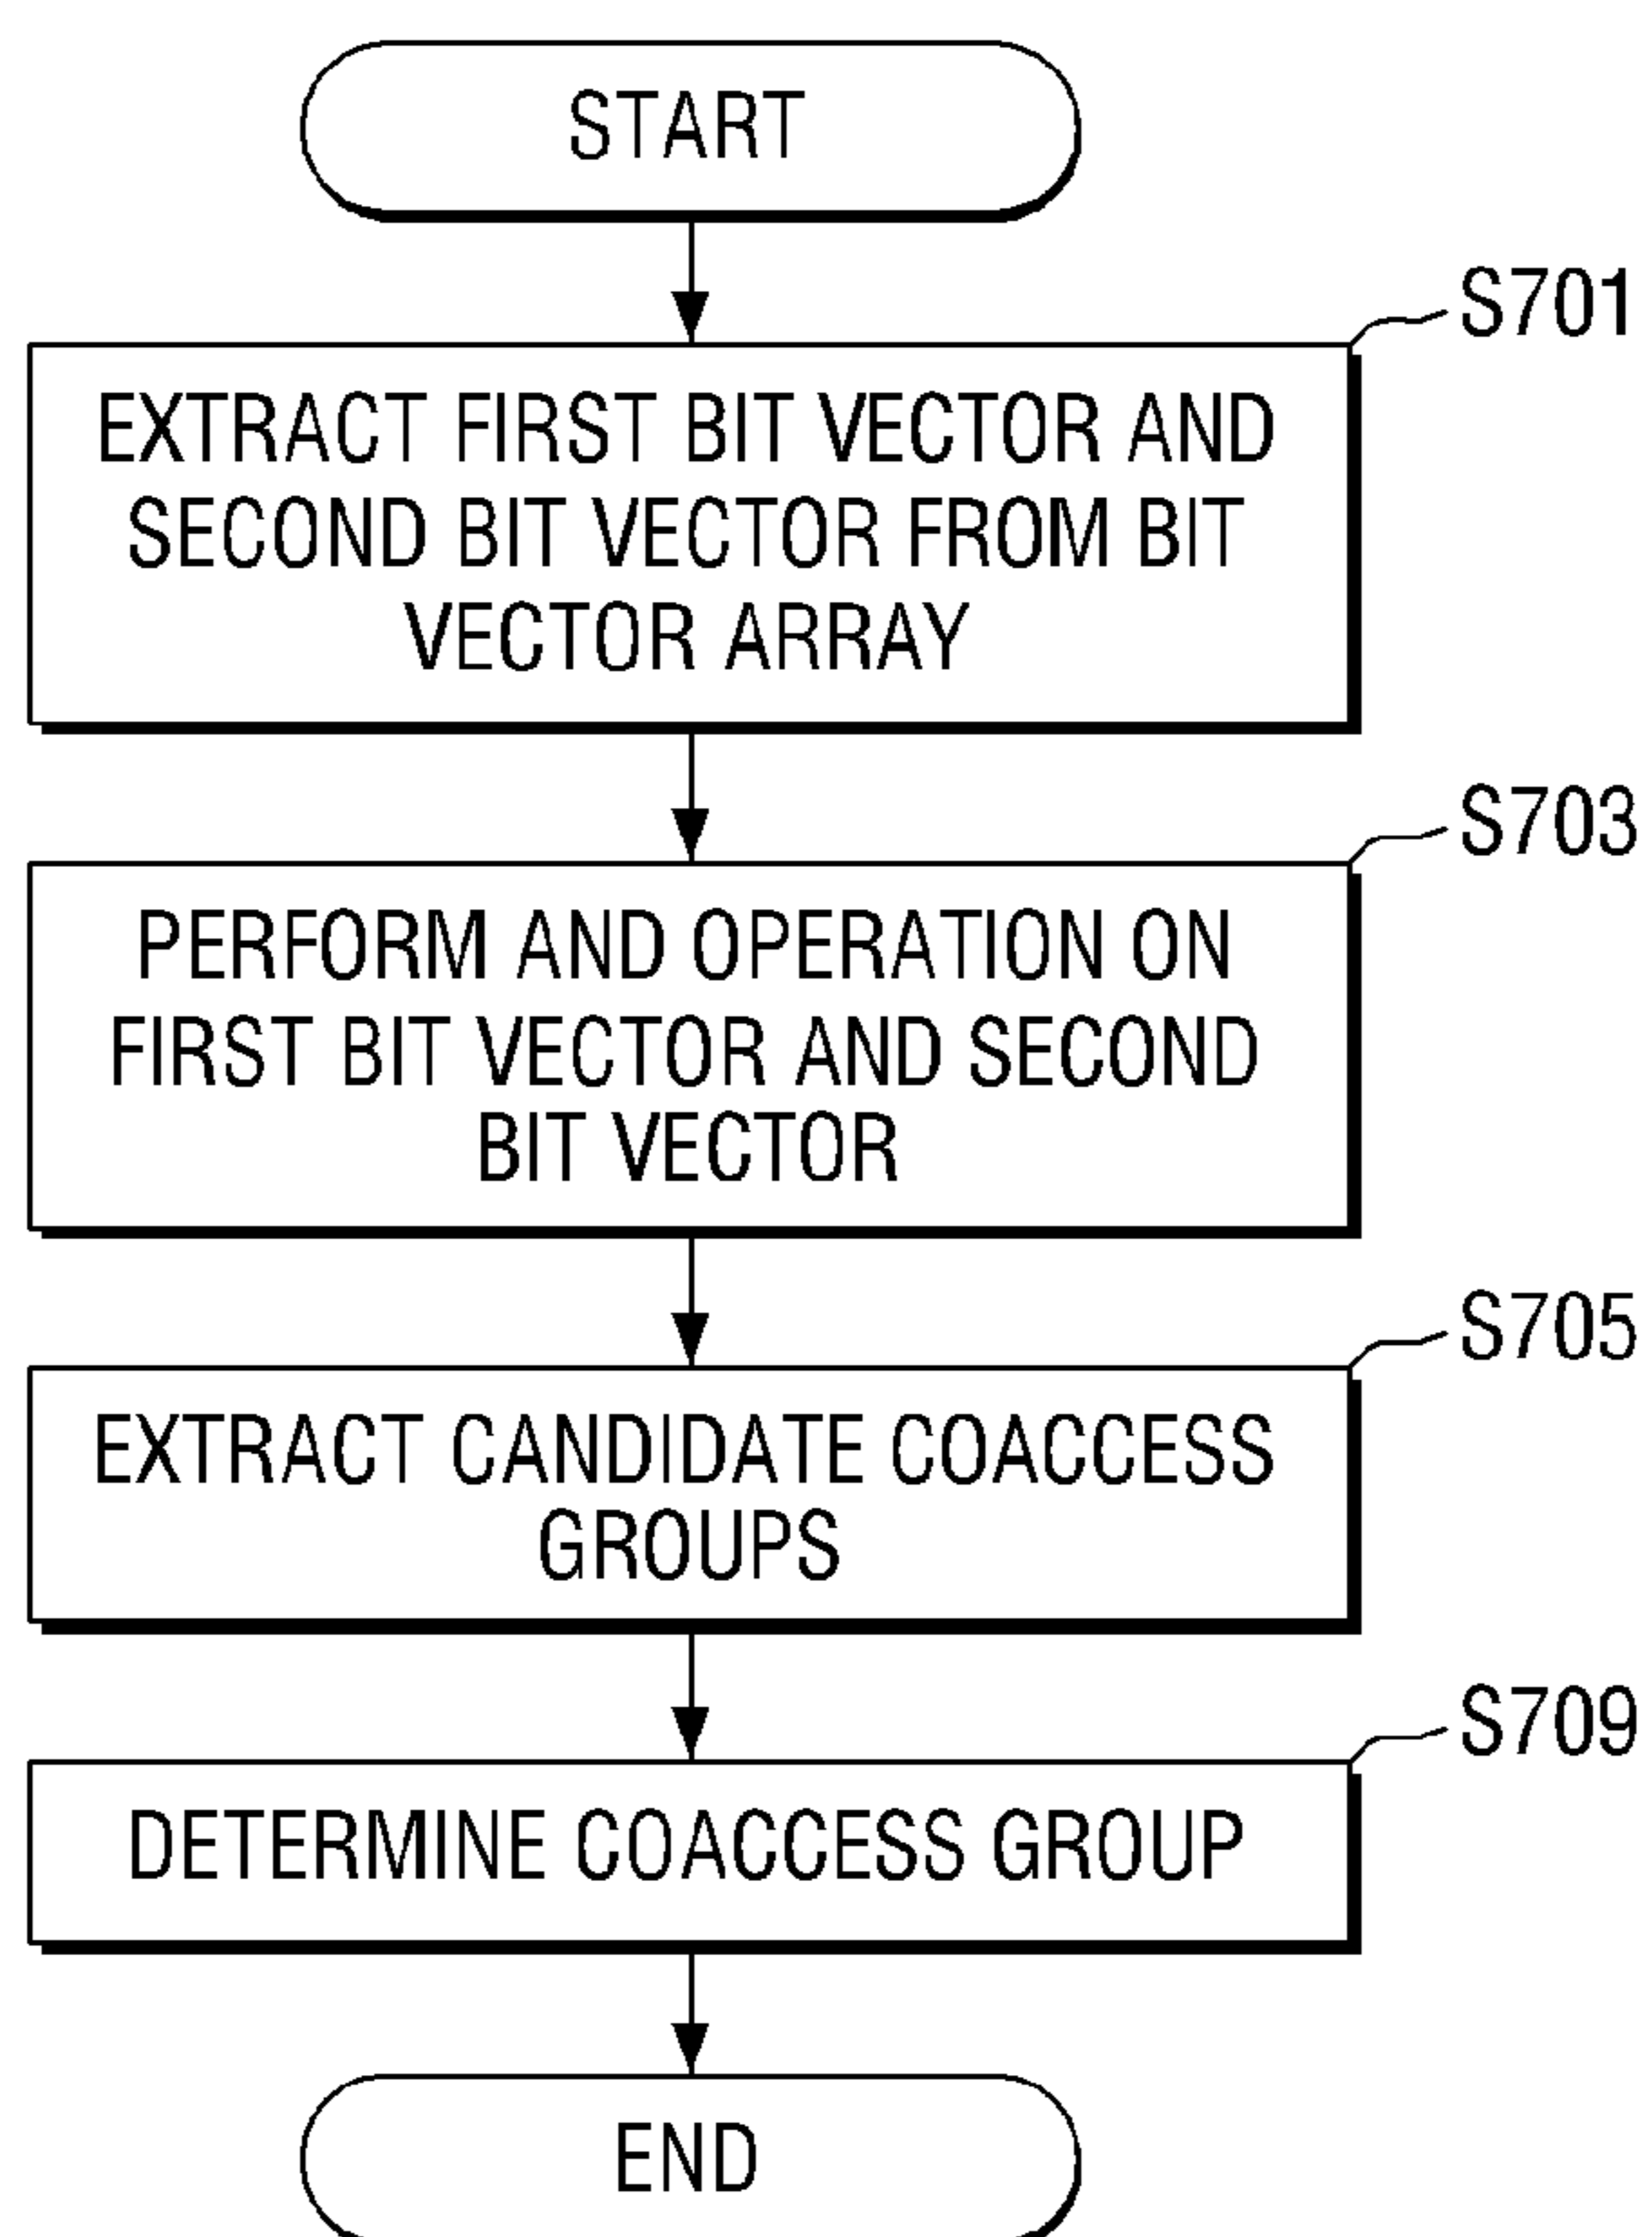 START
S701
EXTRACT FIRST BIT VECTOR AND
SECOND BIT VECTOR FROM BIT
VECTOR ARRAY
S703
PERFORM AND OPERATION ON
FIRST BIT VECTOR AND SECOND
BIT VECTOR
S705
EXTRACT CANDIDATE COACCESS
GROUPS
S709
DETERMINE COACCESS GROUP
END